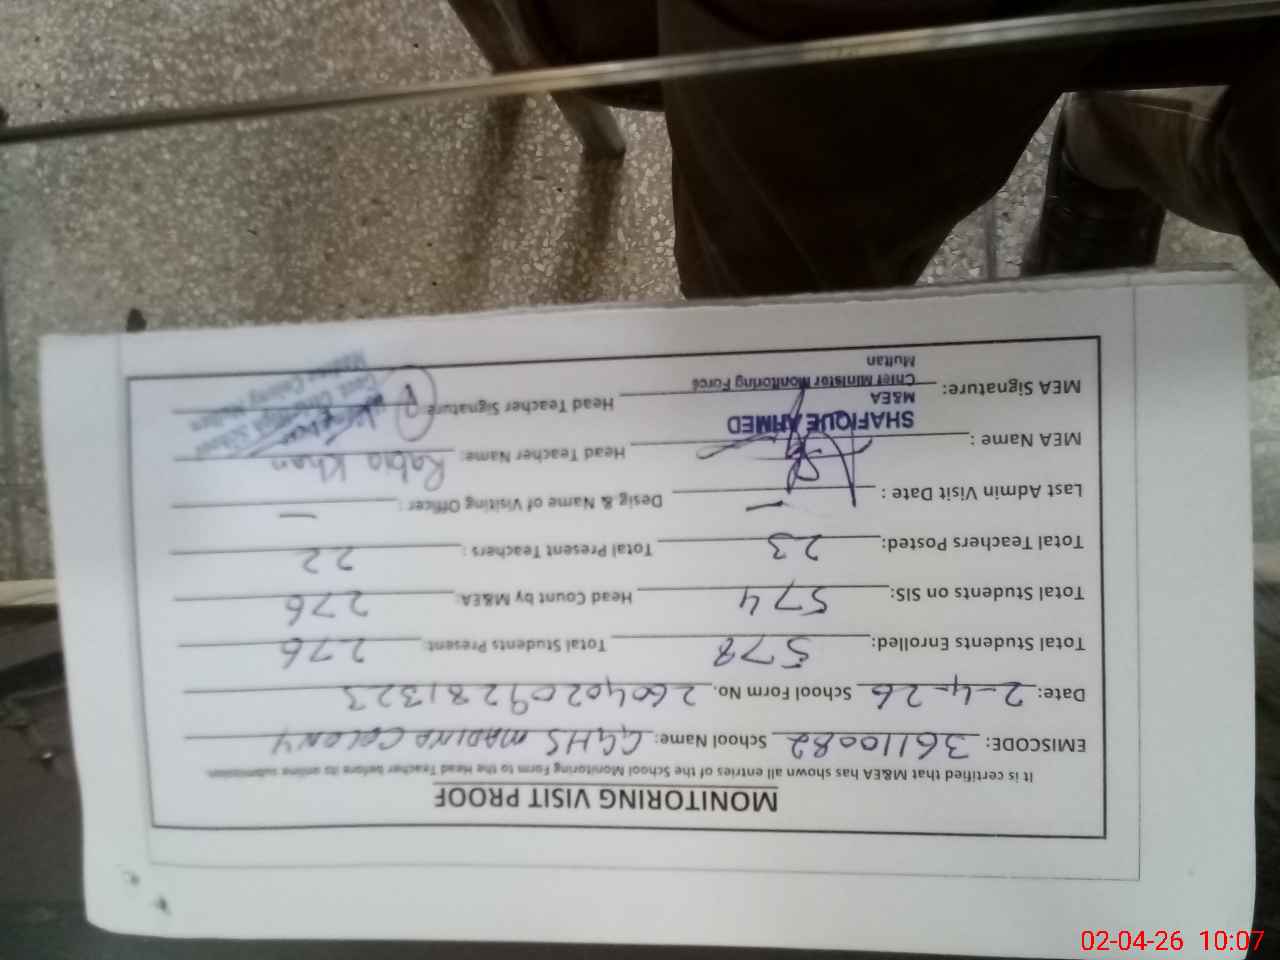 MONITORING VISIT PROOF
It is certified that M&EA has shown all entries of the School Monitoring Form to the Head Teacher before its online submission
EMISCODE: 36110082 School Name: GGHS MADINA COLONY
Date: 2-4-26 School Form No. 2604020928 1323
Total Students Enrolled: 578 Total Students Present: 276
Total Students on SIS: 574 Head Count by M&EA: 276
Total Teachers Posted: 23 Total Present Teachers : 22
Last Admin Visit Date : — Desig & Name of Visiting Officer : —
MEA Name : Head Teacher Name: Rabia Khan
SHAFIQUE AHMED
M&EA
MEA Signature: Chief Minister Monitoring Force Head Teacher Signature:
Multan
02-04-26 10:07